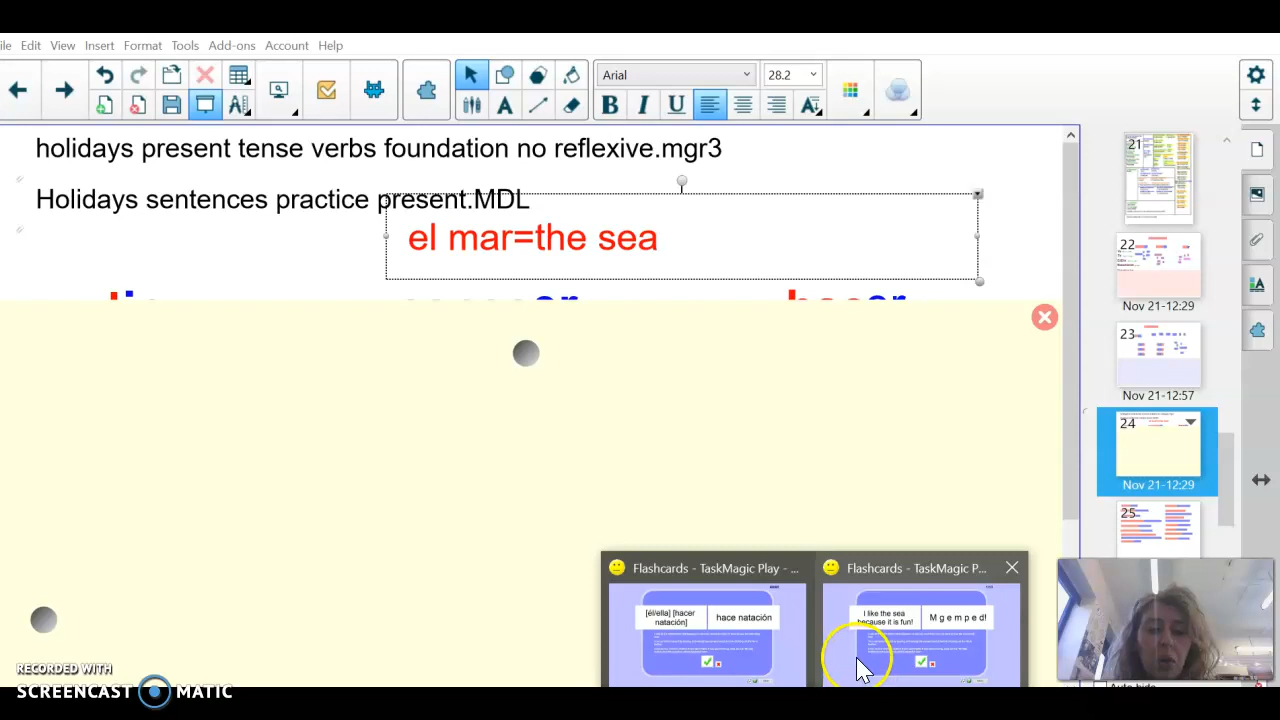 ile Edit View Insert Format Tools Add-ons Account Help
Arial 28.2
B I U A
holidays present tense verbs foundation no reflexive.mgr3
Holidays sentences practice present.MDL
el mar=the sea
21
22
Nov 21-12:29
23
Nov 21-12:57
24
Nov 21-12:29
25
Flashcards - TaskMagic Play - ...
[él/ella] [hacer natación]
hace natación
Flashcards - TaskMagic P...
I like the sea because it is fun!
M g e m p e d!
RECORDED WITH
SCREENCAST MATIC